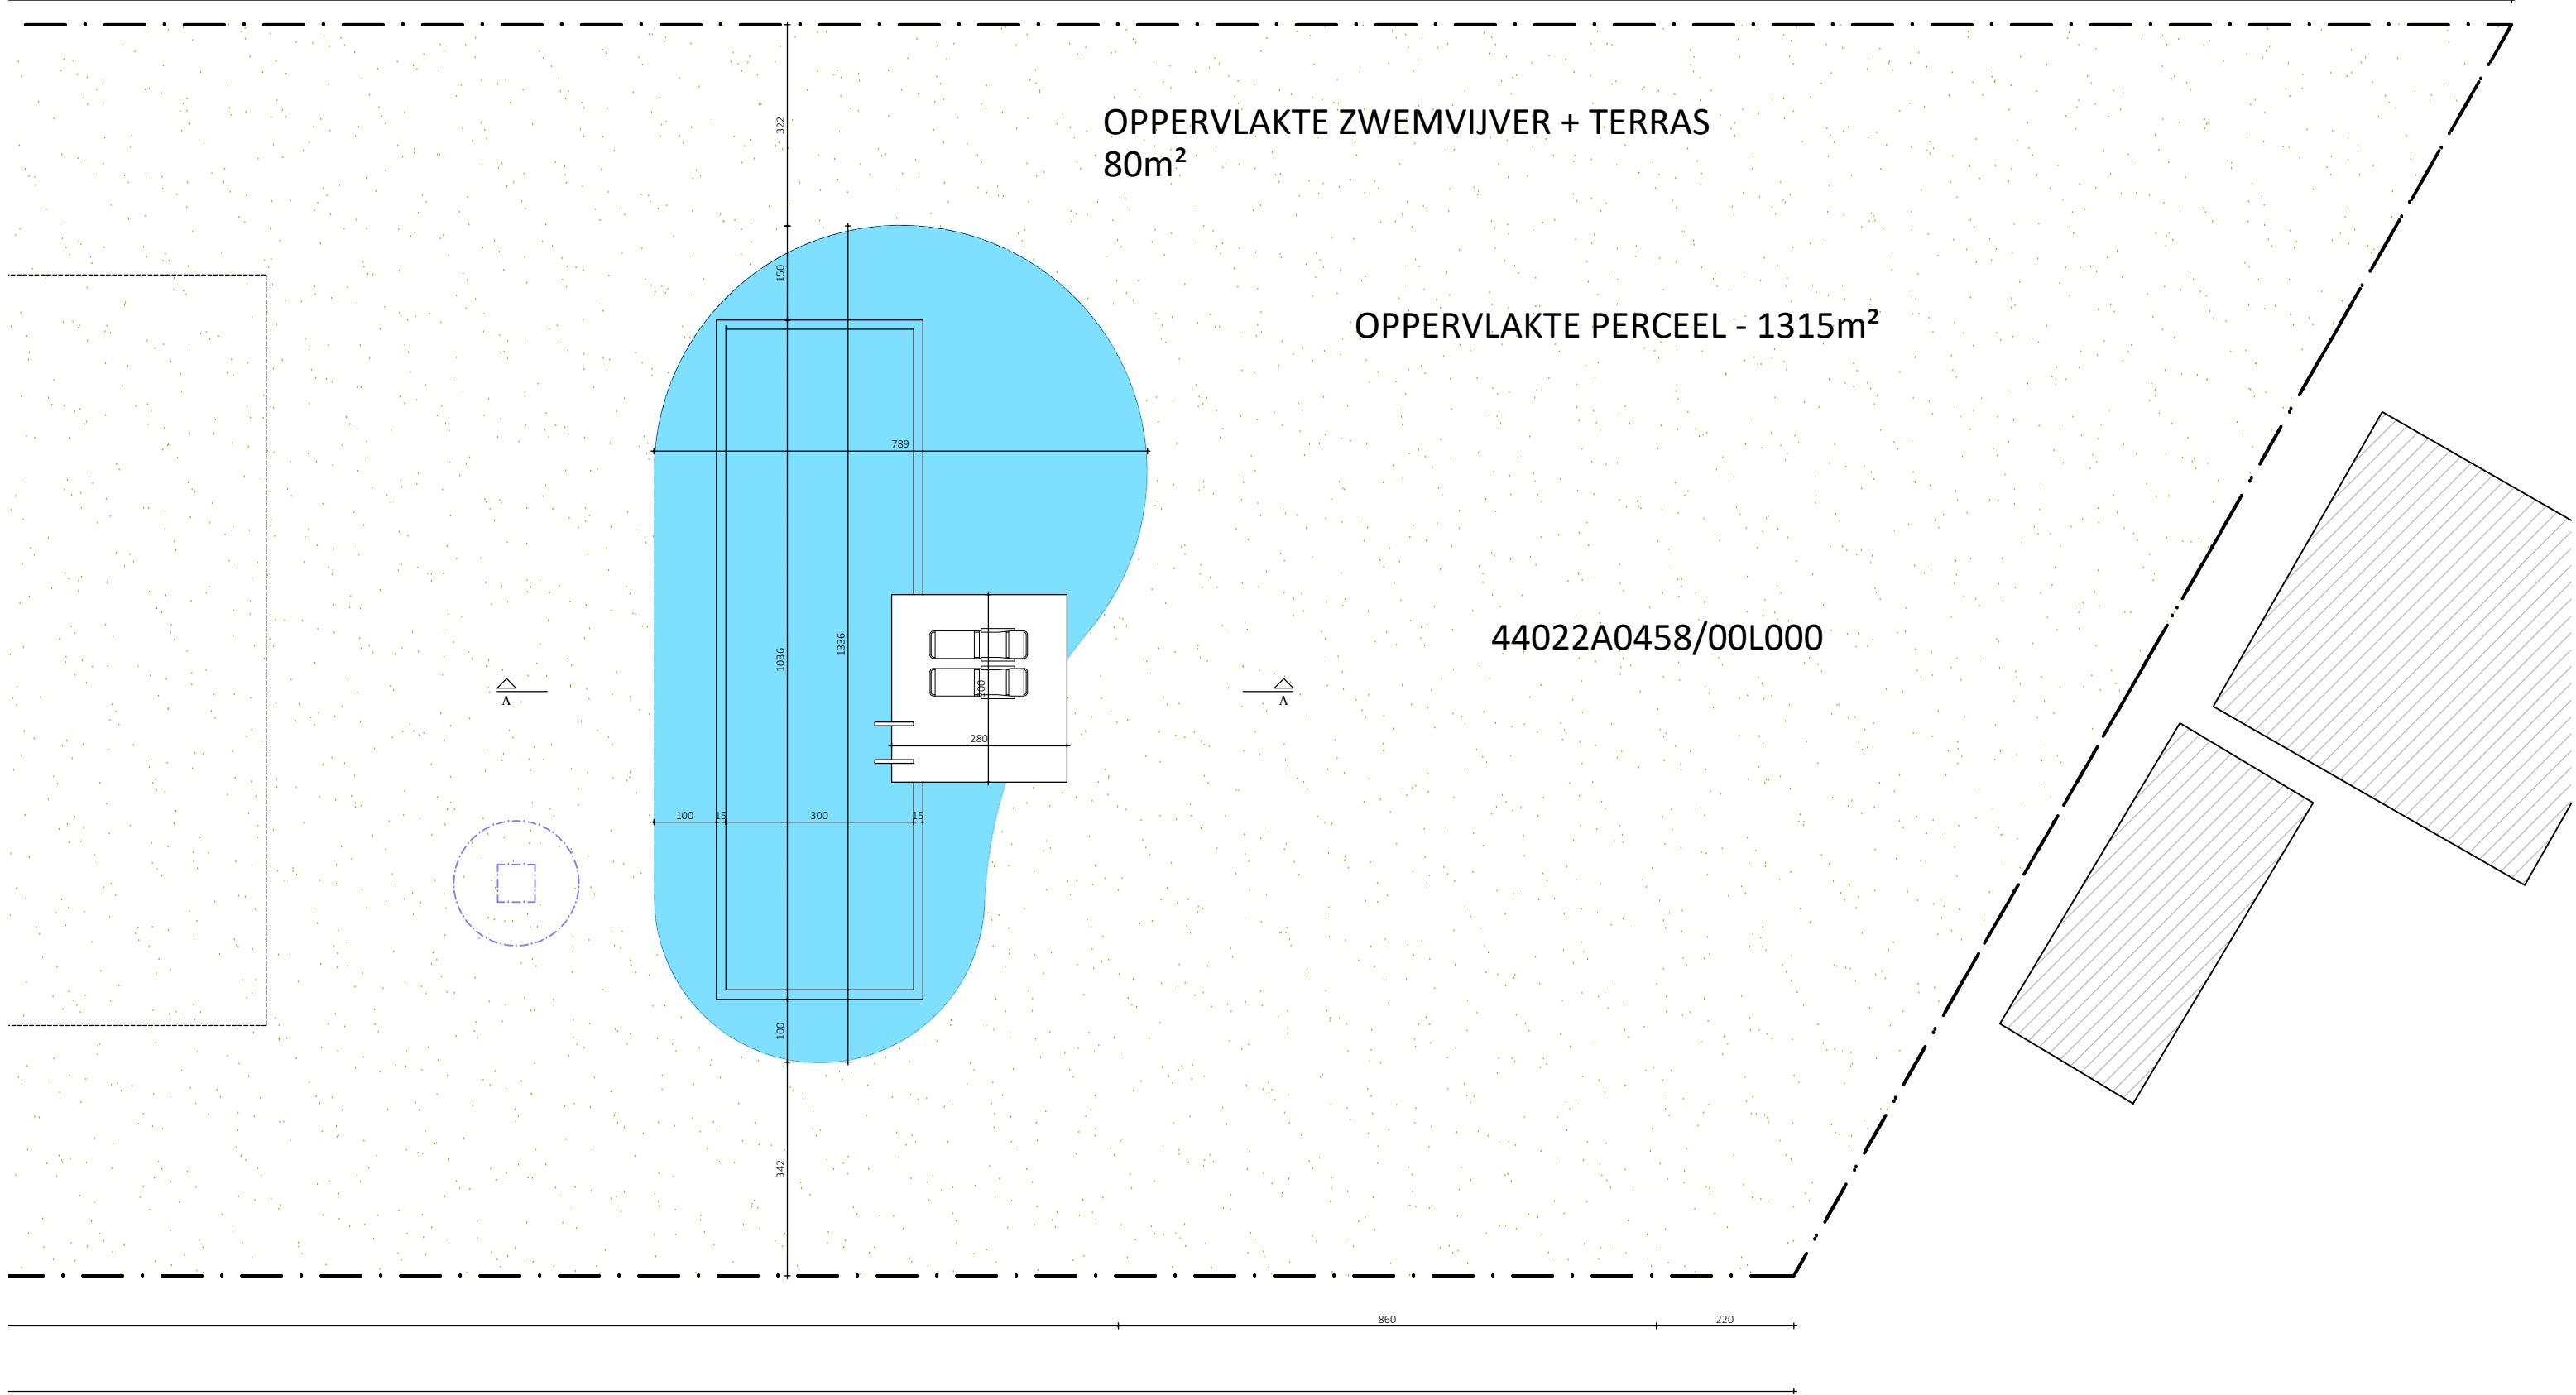 OPPERVLAKTE ZWEMVIJVER + TERRAS
80m²
322
150
OPPERVLAKTE PERCEEL - 1315m²
789
1086
1336
44022A0458/00L000
A
A
280
100
15
300
15
100
342
860
220